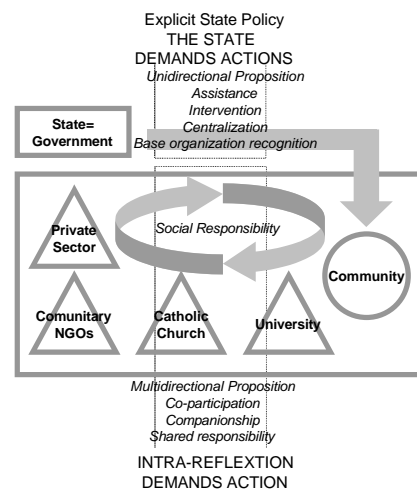 Explicit State Policy
THE STATE
DEMANDS ACTIONS
Unidirectional Proposition
Assistance
Intervention
Centralization
Base organization recognition
State=
Government
Private
Sector
Social Responsibility
Community
Comunitary
NGOs
Catholic
Church
University
Multidirectional Proposition
Co-participation
Companionship
Shared responsibility
INTRA-REFLEXTION
DEMANDS ACTION